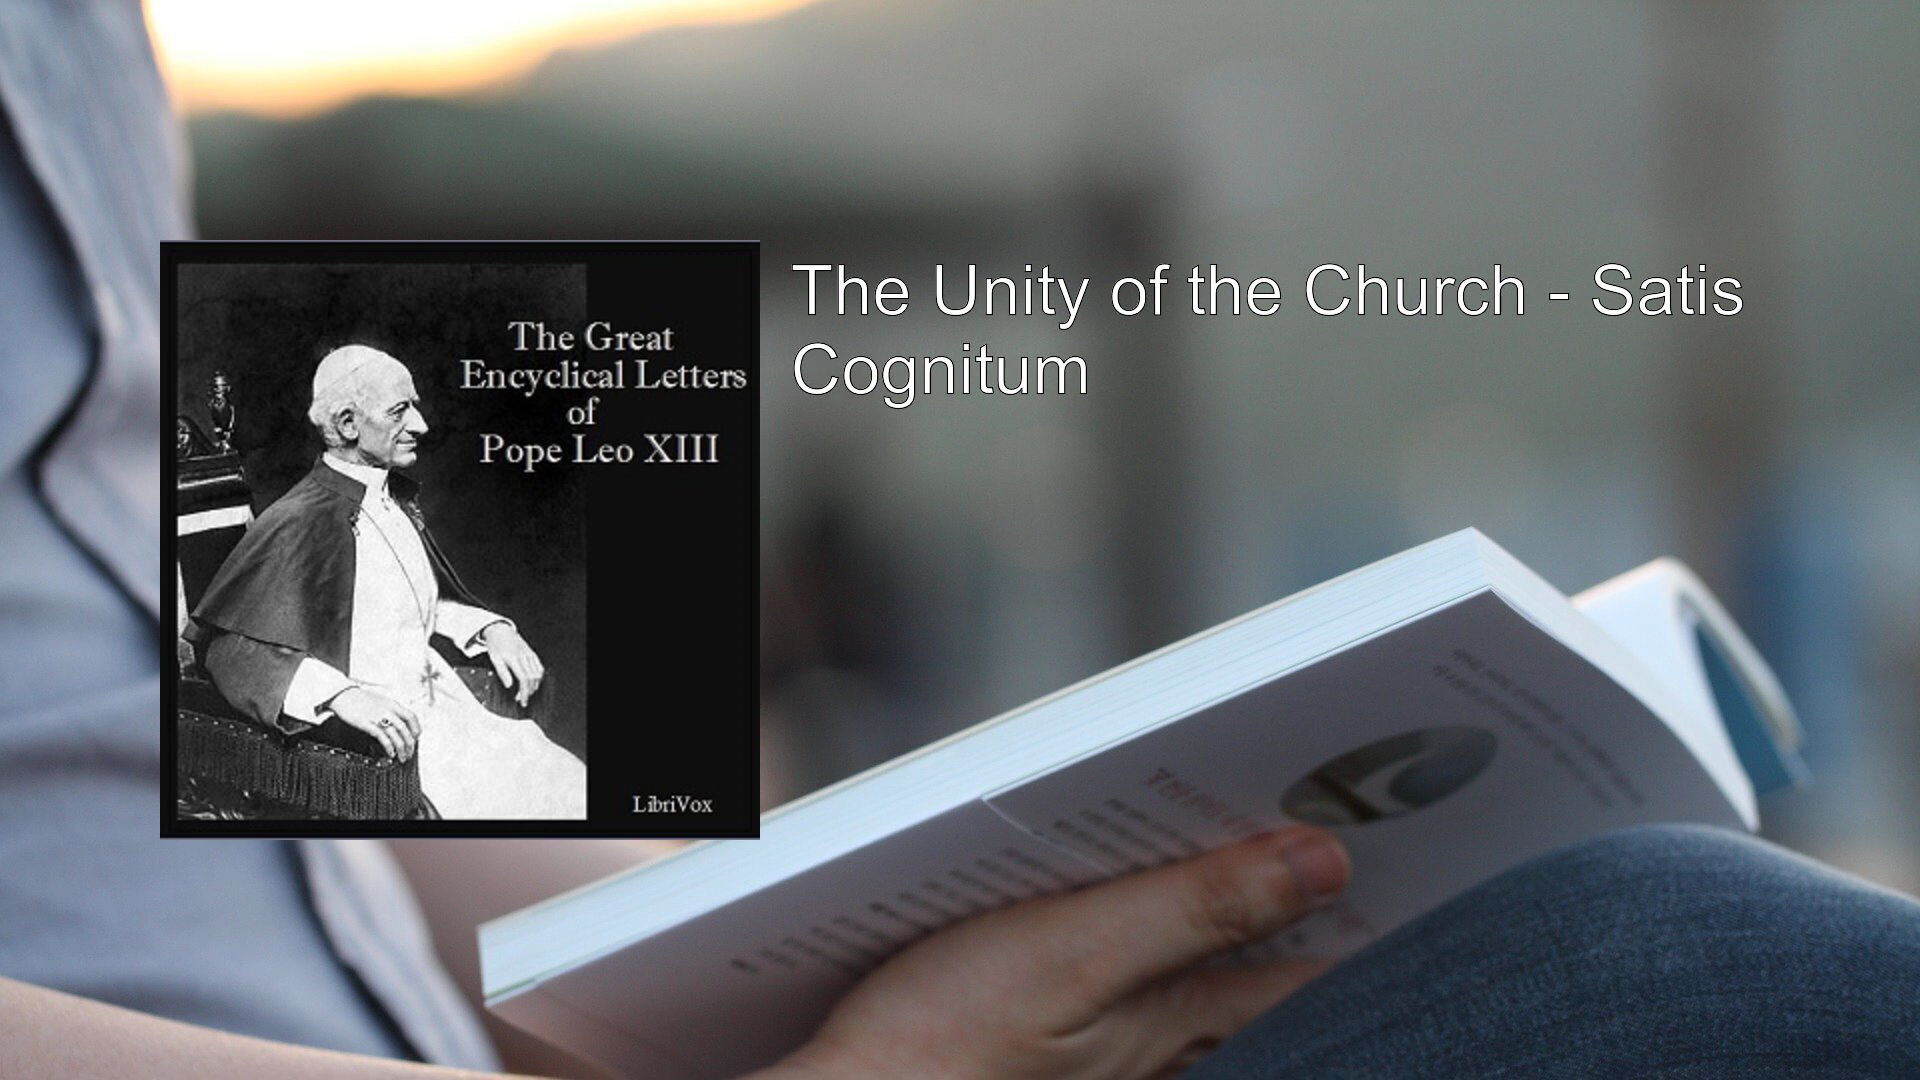 The Great
Encyclical Letters
of
Pope Leo XIII
LibriVox
The Unity of the Church - Satis
Cognitum